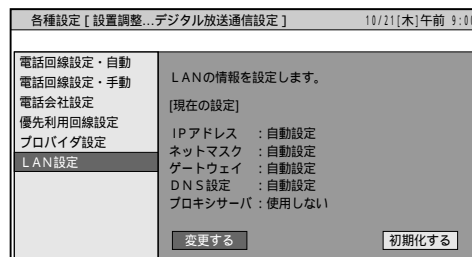 各種設定 [ 設置調整...デジタル放送通信設定 ] 10/21[木]午前 9:00
電話回線設定・自動
電話回線設定・手動
電話会社設定
優先利用回線設定
プロバイダ設定
ＬＡＮ設定
ＬＡＮの情報を設定します。
[現在の設定]
ＩＰアドレス ：自動設定
ネットマスク ：自動設定
ゲートウェイ ：自動設定
ＤＮＳ設定 ：自動設定
プロキシサーバ ：使用しない
変更する 初期化する